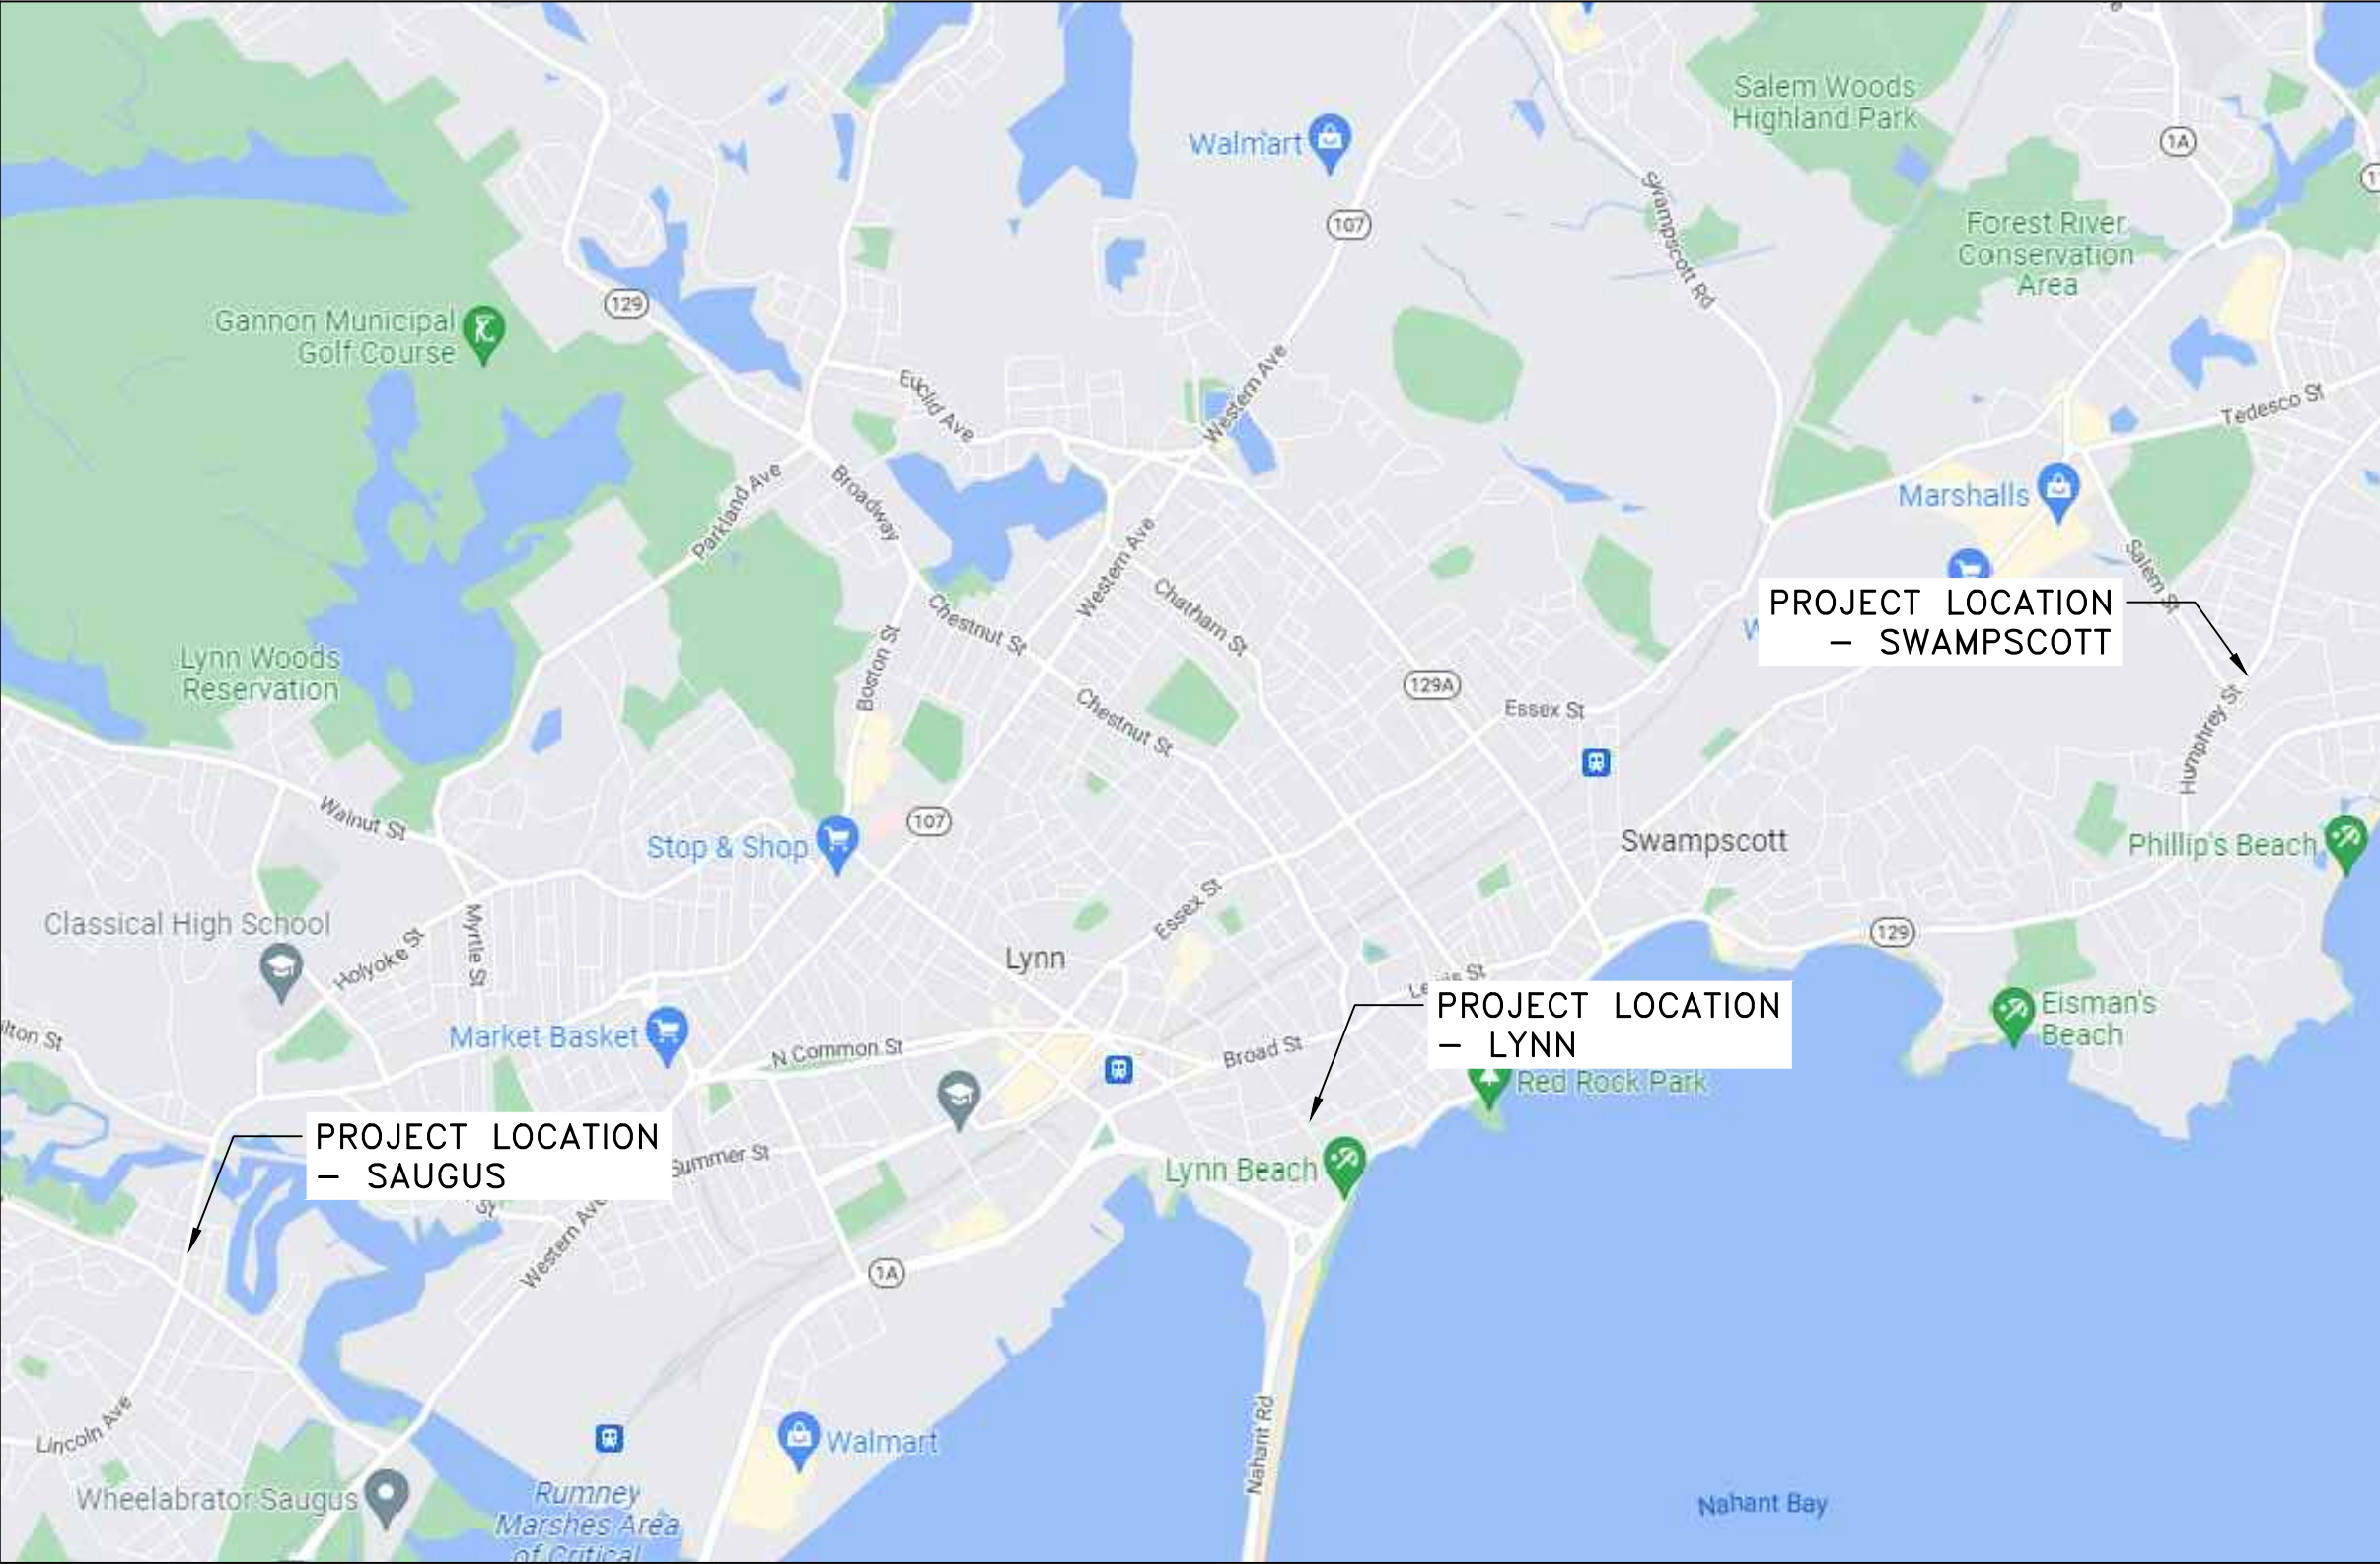 Salem Woods
Highland Park
Walmart
1A
107
Swampscott Rd
Forest River
Conservation
Area
129
Gannon Municipal
Golf Course
Euclid Ave
Western Ave
Tedesco St
Parkland Ave
Broadway
Marshalls
Western Ave
Salem St
Chatham St
Chestnut St
PROJECT LOCATION
– SWAMPSCOTT
Boston St
Lynn Woods
Reservation
129A
Essex St
Chestnut St
Humphrey St
Walnut St
107
Stop & Shop
Swampscott
Phillip's Beach
Classical High School
Essex St
Myrtle St
Holyoke St
129
Lynn
PROJECT LOCATION
– LYNN
Eisman's
Beach
Market Basket
N Common St
Broad St
Red Rock Park
PROJECT LOCATION
– SAUGUS
Summer St
Lynn Beach
St
Western Ave
1A
Lincoln Ave
Nahant Rd
Walmart
Wheelabrator Saugus
Rumney
Marshes Area
of Critical
Nahant Bay